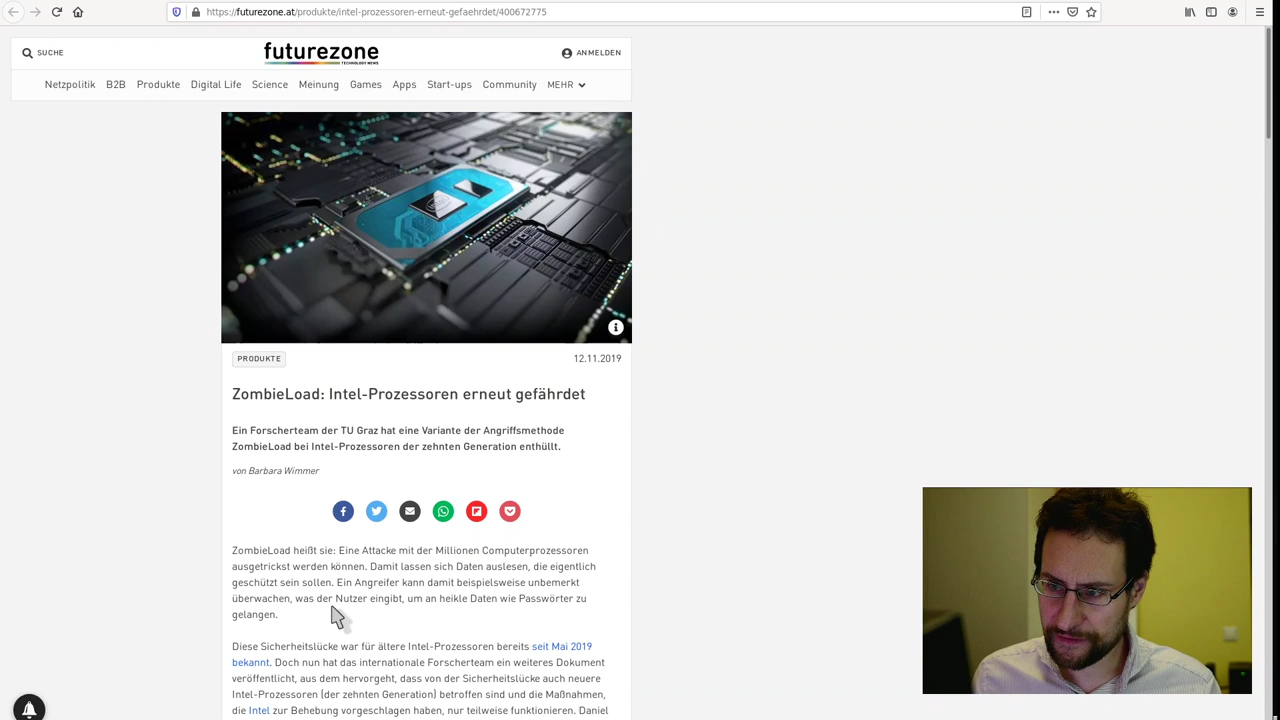 https://futurezone.at/produkte/intel-prozessoren-erneut-gefaehrdet/400672775
SUCHE
futurezone
TECHNOLOGY NEWS
ANMELDEN
Netzpolitik B2B Produkte Digital Life Science Meinung Games Apps Start-ups Community MEHR
PRODUKTE
12.11.2019
ZombieLoad: Intel-Prozessoren erneut gefährdet
Ein Forscherteam der TU Graz hat eine Variante der Angriffsmethode
ZombieLoad bei Intel-Prozessoren der zehnten Generation enthüllt.
von Barbara Wimmer
ZombieLoad heißt sie: Eine Attacke mit der Millionen Computerprozessoren
ausgetrickst werden können. Damit lassen sich Daten auslesen, die eigentlich
geschützt sein sollen. Ein Angreifer kann damit beispielsweise unbemerkt
überwachen, was der Nutzer eingibt, um an heikle Daten wie Passwörter zu
gelangen.
Diese Sicherheitslücke war für ältere Intel-Prozessoren bereits seit Mai 2019
bekannt. Doch nun hat das internationale Forscherteam ein weiteres Dokument
veröffentlicht, aus dem hervorgeht, dass von der Sicherheitslücke auch neuere
Intel-Prozessoren (der zehnten Generation) betroffen sind und die Maßnahmen,
die Intel zur Behebung vorgeschlagen haben, nur teilweise funktionieren. Daniel